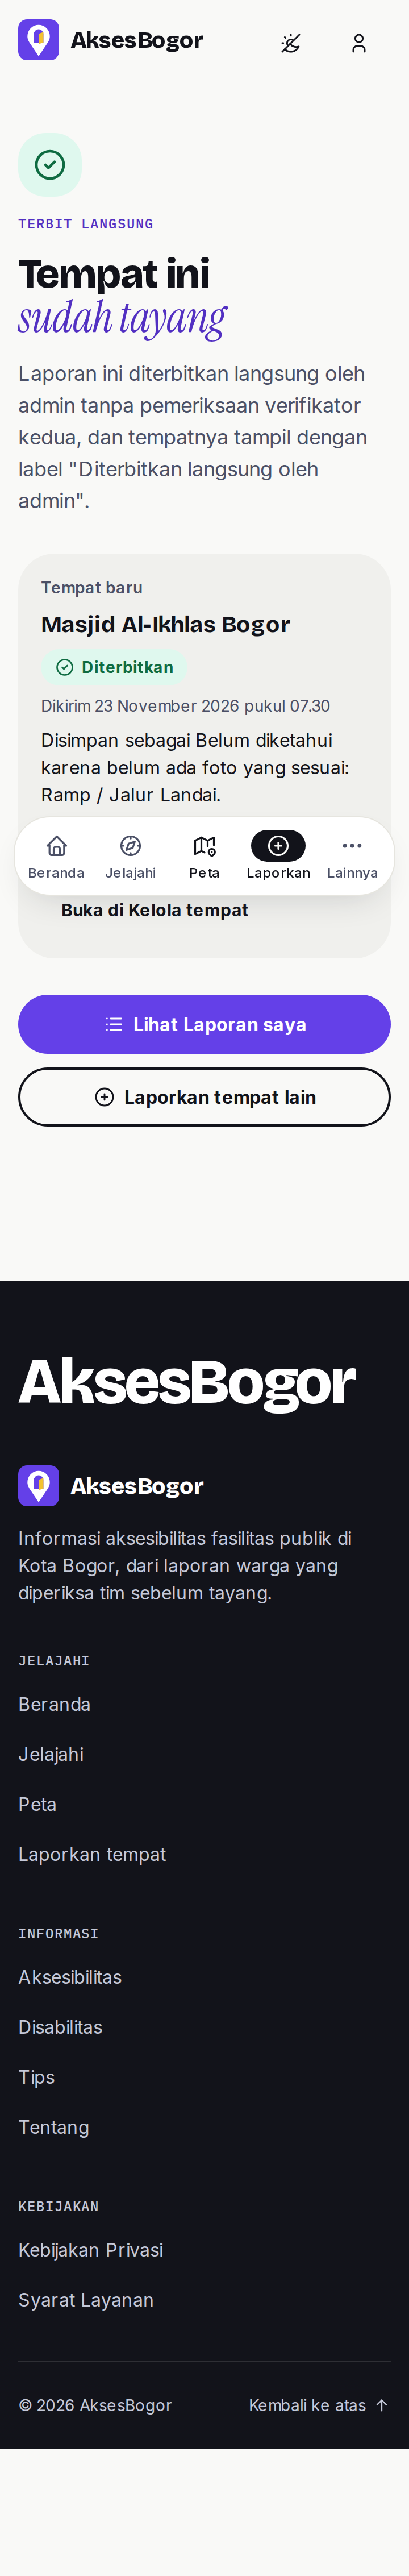 AksesBogor
TERBIT LANGSUNG
Tempat ini
sudah tayang
Laporan ini diterbitkan langsung oleh
admin tanpa pemeriksaan verifikator
kedua, dan tempatnya tampil dengan
label "Diterbitkan langsung oleh
admin".
Tempat baru
Masjid Al-Ikhlas Bogor
Diterbitkan
Dikirim 23 November 2026 pukul 07.30
Disimpan sebagai Belum diketahui
karena belum ada foto yang sesuai:
Ramp / Jalur Landai.
Beranda Jelajahi Peta Laporkan Lainnya
Buka di Kelola tempat
Lihat Laporan saya
Laporkan tempat lain
AksesBogor
AksesBogor
Informasi aksesibilitas fasilitas publik di
Kota Bogor, dari laporan warga yang
diperiksa tim sebelum tayang.
JELAJAHI
Beranda
Jelajahi
Peta
Laporkan tempat
INFORMASI
Aksesibilitas
Disabilitas
Tips
Tentang
KEBIJAKAN
Kebijakan Privasi
Syarat Layanan
© 2026 AksesBogor
Kembali ke atas ↑